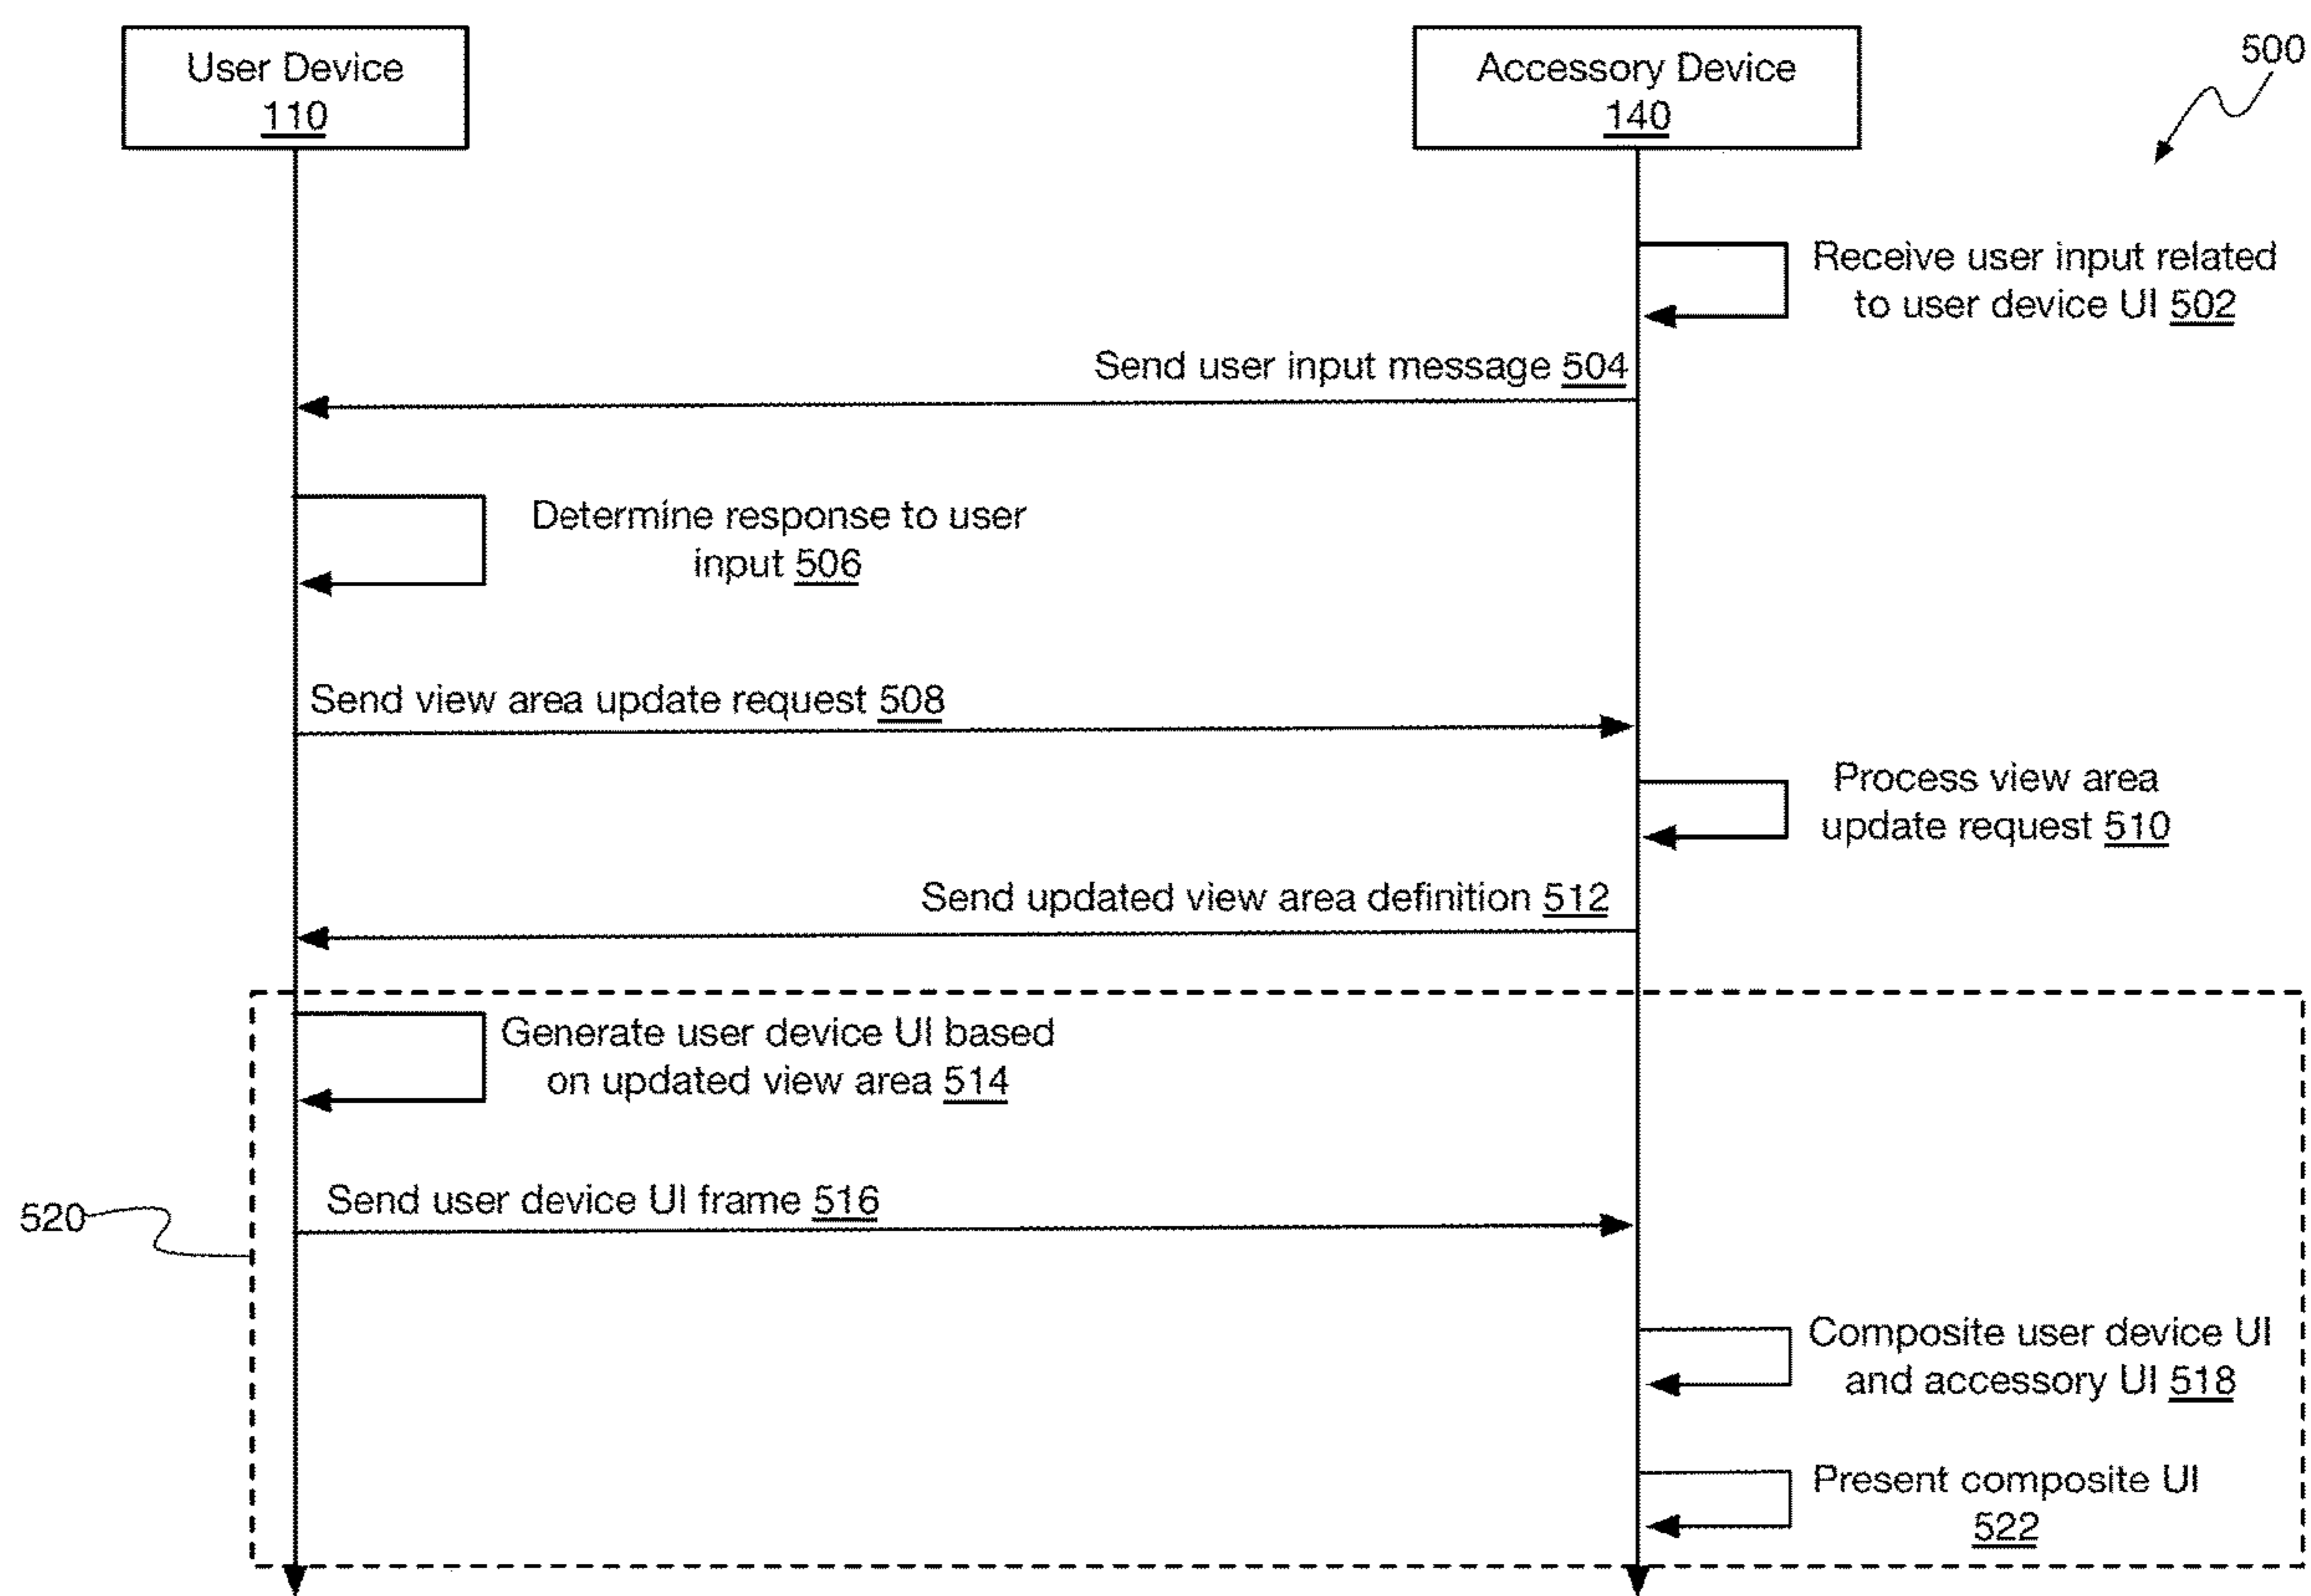 User Device
110
Accessory Device
140
500
Receive user input related
to user device UI 502
Send user input message 504
Determine response to user
input 506
Send view area update request 508
Process view area
update request 510
Send updated view area definition 512
Generate user device UI based
on updated view area 514
Send user device UI frame 516
520
Composite user device UI
and accessory UI 518
Present composite UI
522